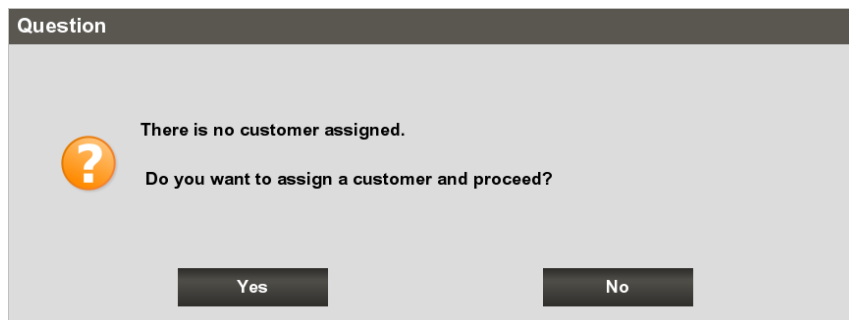 Question
There is no customer assigned.
Do you want to assign a customer and proceed?
Yes
No